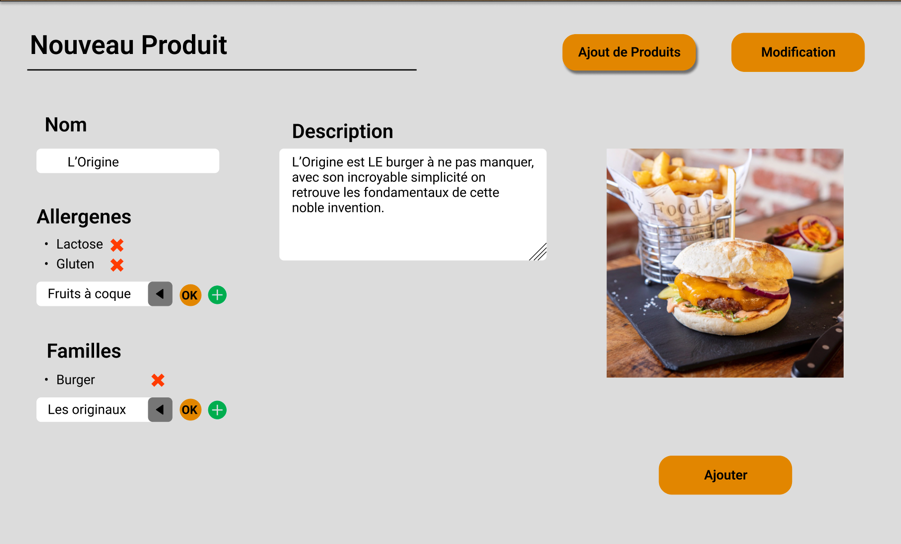 Nouveau Produit
Ajout de Produits
Modification
Nom
L’Origine
Description
L’Origine est LE burger à ne pas manquer,
avec son incroyable simplicité on
retrouve les fondamentaux de cette
noble invention.
Allergenes
• Lactose
• Gluten
Fruits à coque
OK
Familles
• Burger
Les originaux
OK
Food
Ajouter